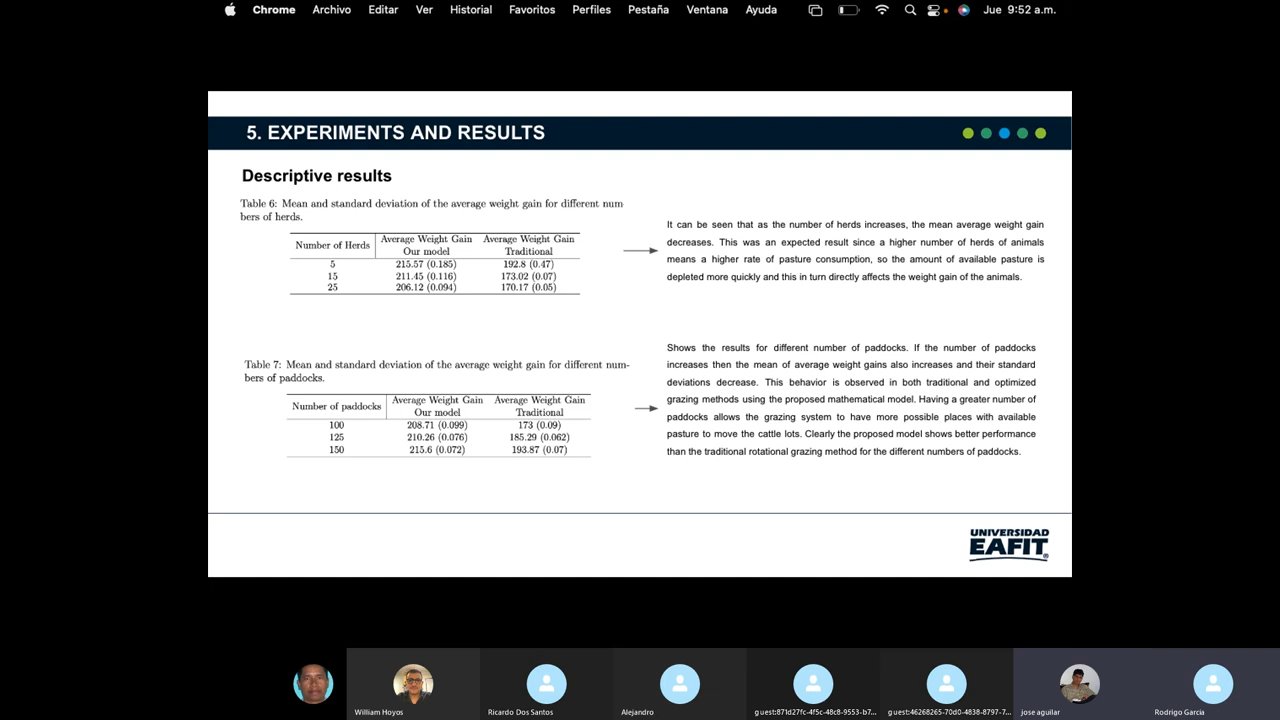 Chrome Archivo Editar Ver Historial Favoritos Perfiles Pestaña Ventana Ayuda Jue 9:52 a.m.
5. EXPERIMENTS AND RESULTS
Descriptive results
Table 6: Mean and standard deviation of the average weight gain for different num-
bers of herds.
Number of Herds Average Weight Gain Our model Average Weight Gain Traditional
5 215.57 (0.185) 192.8 (0.47)
15 211.45 (0.116) 173.02 (0.07)
25 206.12 (0.094) 170.17 (0.05)
It can be seen that as the number of herds increases, the mean average weight gain
decreases. This was an expected result since a higher number of herds of animals
means a higher rate of pasture consumption, so the amount of available pasture is
depleted more quickly and this in turn directly affects the weight gain of the animals.
Table 7: Mean and standard deviation of the average weight gain for different num-
bers of paddocks.
Number of paddocks Average Weight Gain Our model Average Weight Gain Traditional
100 208.71 (0.099) 173 (0.09)
125 210.26 (0.076) 185.29 (0.062)
150 215.6 (0.072) 193.87 (0.07)
Shows the results for different number of paddocks. If the number of paddocks
increases then the mean of average weight gains also increases and their standard
deviations decrease. This behavior is observed in both traditional and optimized
grazing methods using the proposed mathematical model. Having a greater number of
paddocks allows the grazing system to have more possible places with available
pasture to move the cattle lots. Clearly the proposed model shows better performance
than the traditional rotational grazing method for the different numbers of paddocks.
UNIVERSIDAD
EAFIT
William Hoyos
Ricardo Dos Santos
Alejandro
guest:871d27fc-4f5c-48c8-9553-b7...
guest:46268265-70d0-4838-8797-7...
jose aguilar
Rodrigo Garcia